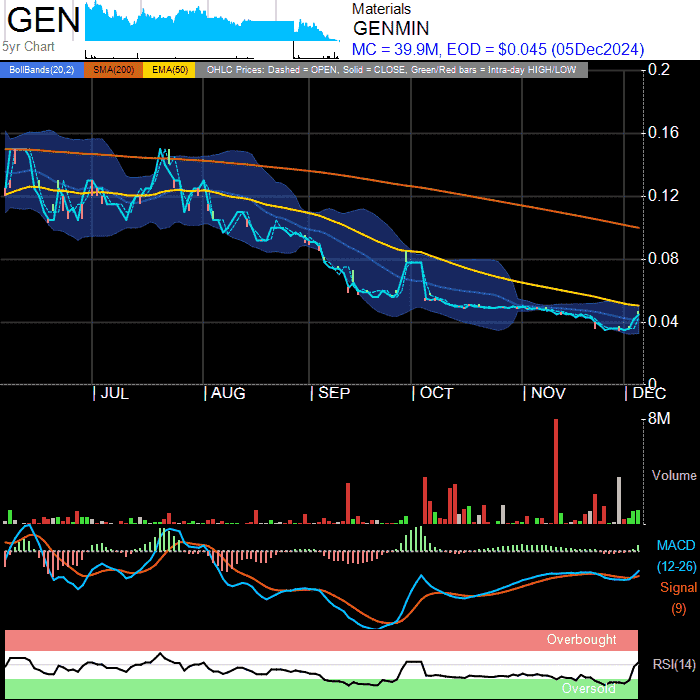 GEN
5yr Chart
Materials
GENMIN
MC = 39.9M, EOD = $0.045 (05Dec2024)
BollBands(20,2) SMA(200) EMA(50) OHLC Prices: Dashed = OPEN, Solid = CLOSE, Green/Red bars = Intra-day HIGH/LOW
0.2
0.16
0.12
0.08
0.04
0
JUL AUG SEP OCT NOV DEC
8M
Volume
MACD
(12-26)
Signal
(9)
Overbought
RSI(14)
Oversold